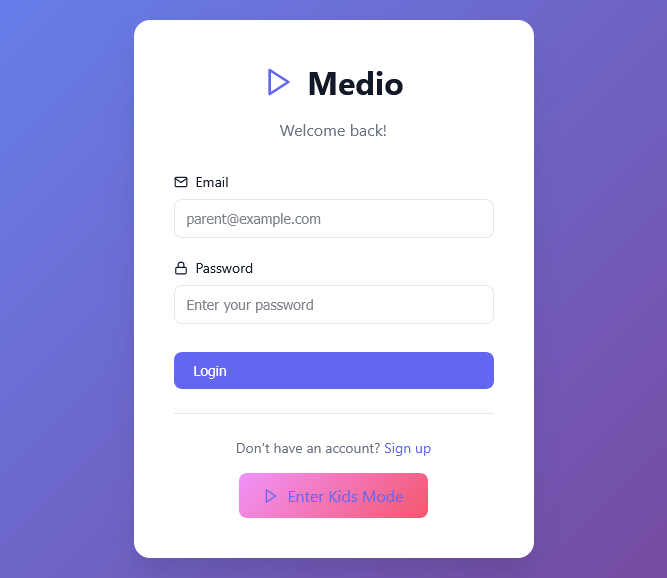 Medio
Welcome back!
Email
parent@example.com
Password
Enter your password
Login
Don't have an account? Sign up
Enter Kids Mode